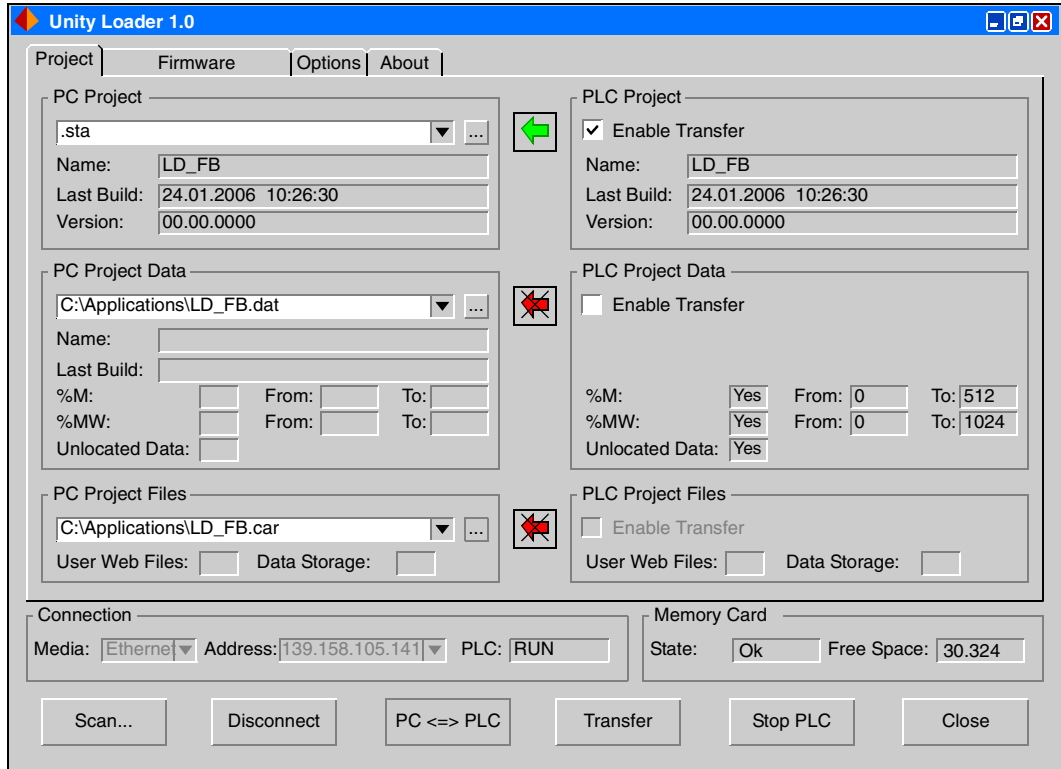 Unity Loader 1.0
Project Firmware Options About
PC Project
.sta ...
Name: LD_FB
Last Build: 24.01.2006 10:26:30
Version: 00.00.0000
PLC Project
Enable Transfer
Name: LD_FB
Last Build: 24.01.2006 10:26:30
Version: 00.00.0000
PC Project Data
C:\Applications\LD_FB.dat ...
Name:
Last Build:
%M: From: To:
%MW: From: To:
Unlocated Data:
PLC Project Data
Enable Transfer
%M: Yes From: 0 To: 512
%MW: Yes From: 0 To: 1024
Unlocated Data: Yes
PC Project Files
C:\Applications\LD_FB.car ...
User Web Files: Data Storage:
PLC Project Files
Enable Transfer
User Web Files: Data Storage:
Connection
Media: Ethernet Address: 139.158.105.141 PLC: RUN
Memory Card
State: Ok Free Space: 30.324
Scan... Disconnect PC <=> PLC Transfer Stop PLC Close